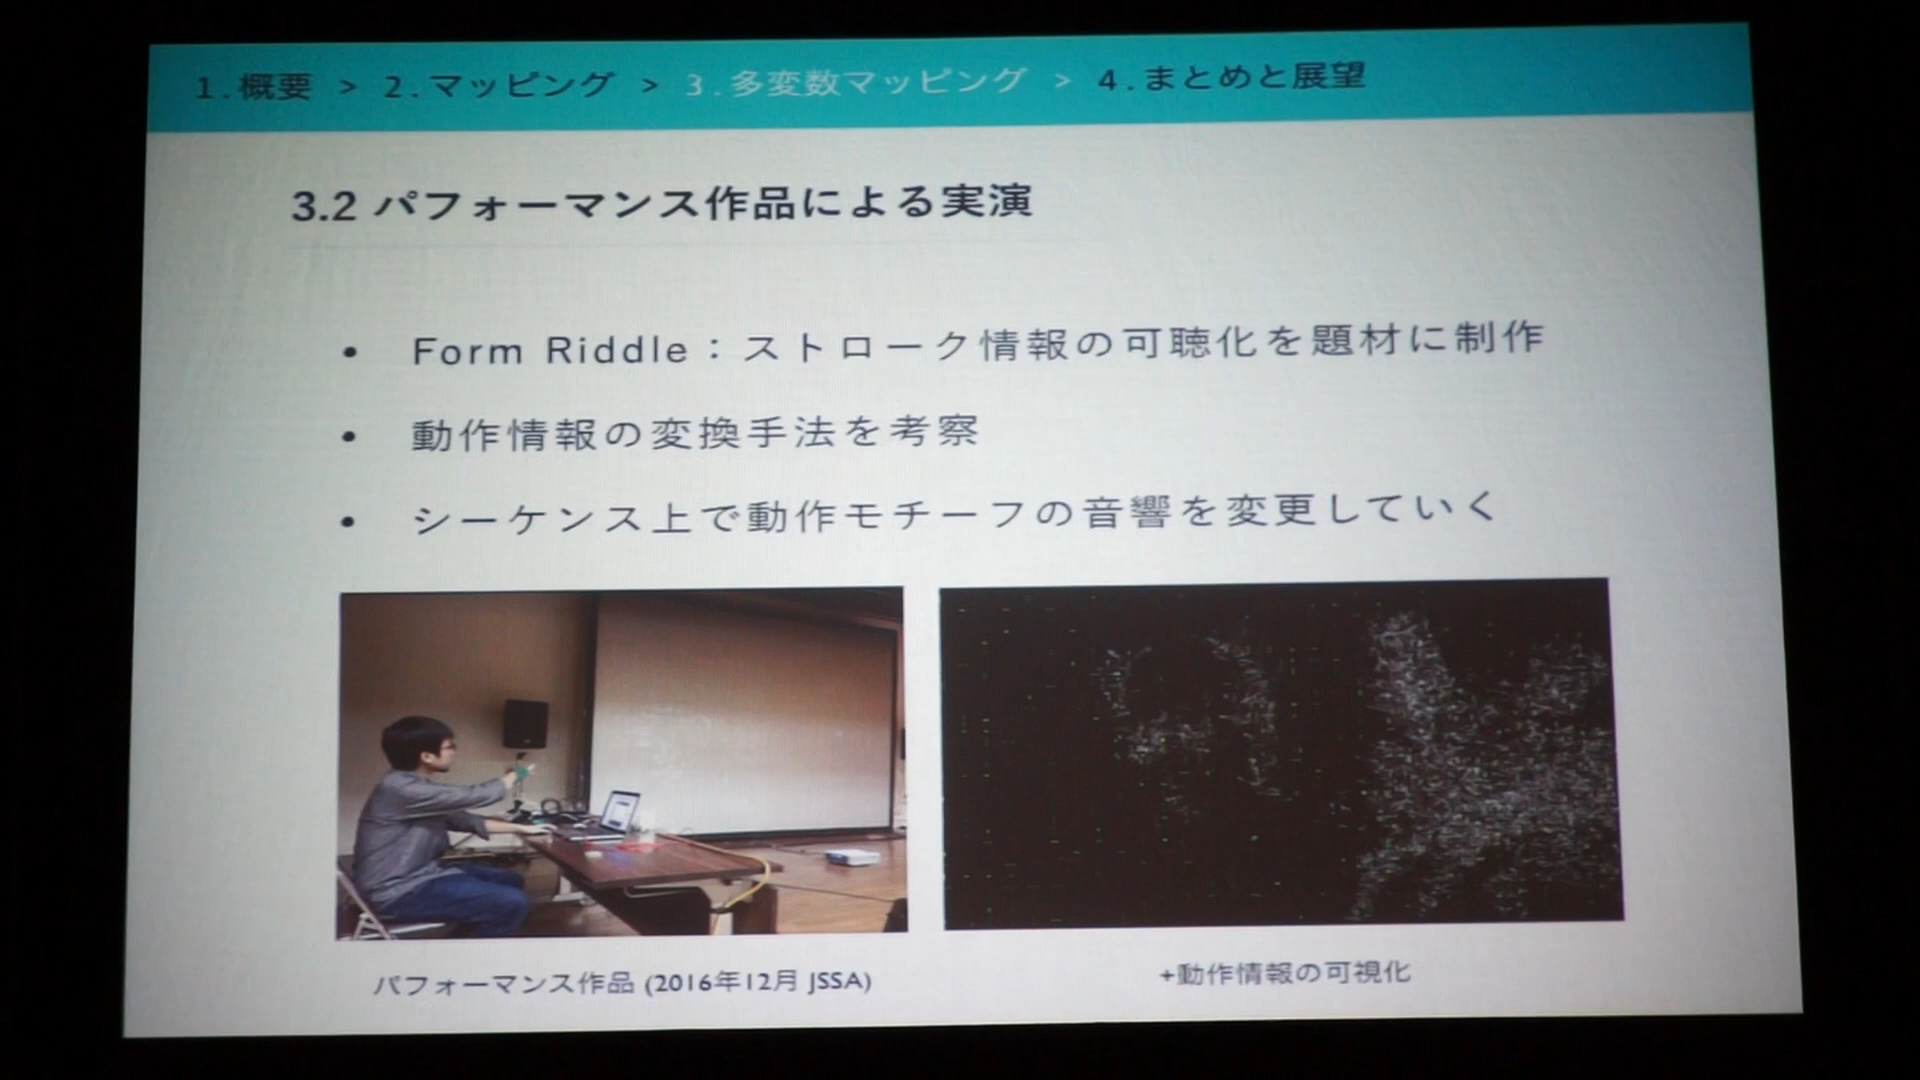 1.概要 > 2.マッピング > 3.多変数マッピング > 4.まとめと展望
3.2 パフォーマンス作品による実演
• Form Riddle：ストローク情報の可聴化を題材に制作
• 動作情報の変換手法を考察
• シーケンス上で動作モチーフの音響を変更していく
パフォーマンス作品 (2016年12月 JSSA)
+動作情報の可視化